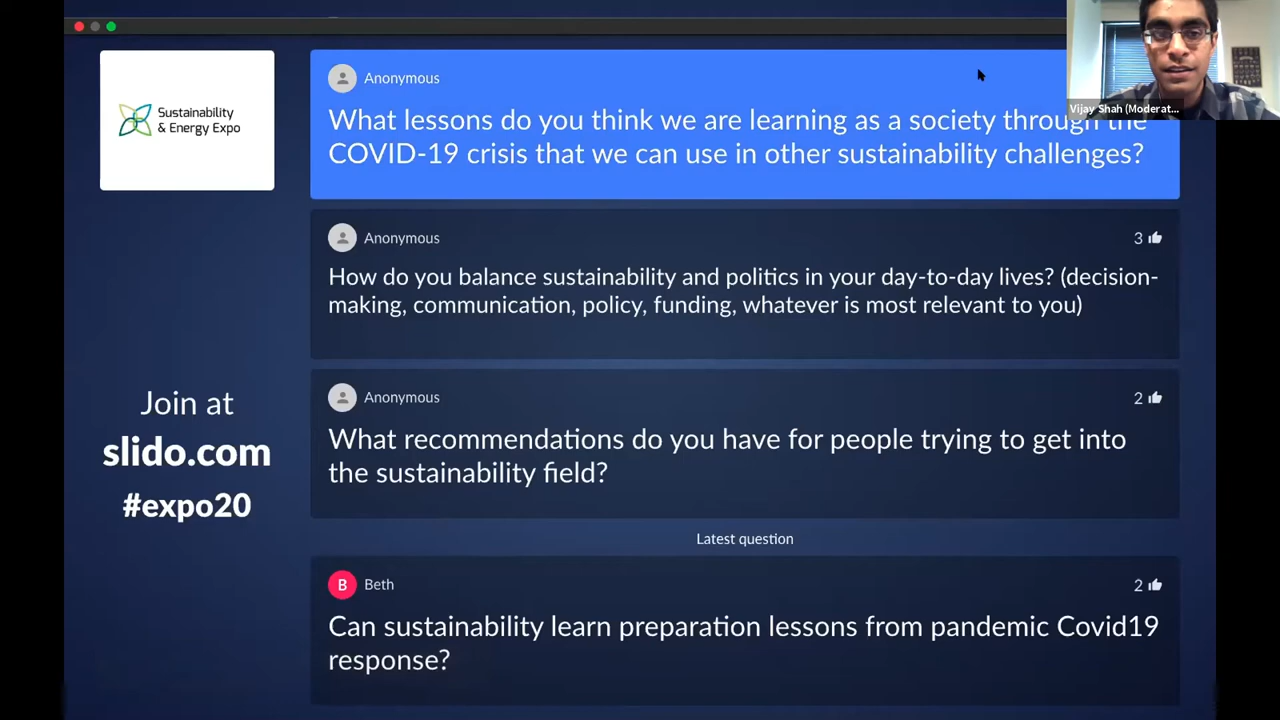 Sustainability
& Energy Expo
Join at
slido.com
#expo20
Anonymous
What lessons do you think we are learning as a society through the
COVID-19 crisis that we can use in other sustainability challenges?
Vijay Shah (Moderat...
Anonymous
3
How do you balance sustainability and politics in your day-to-day lives? (decision-
making, communication, policy, funding, whatever is most relevant to you)
Anonymous
2
What recommendations do you have for people trying to get into
the sustainability field?
Latest question
B
Beth
2
Can sustainability learn preparation lessons from pandemic Covid19
response?